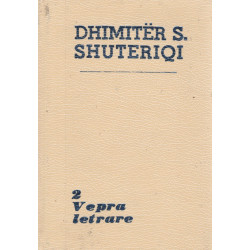 DHIMITËR S.
SHUTERIQI
2
Vepra
letrare